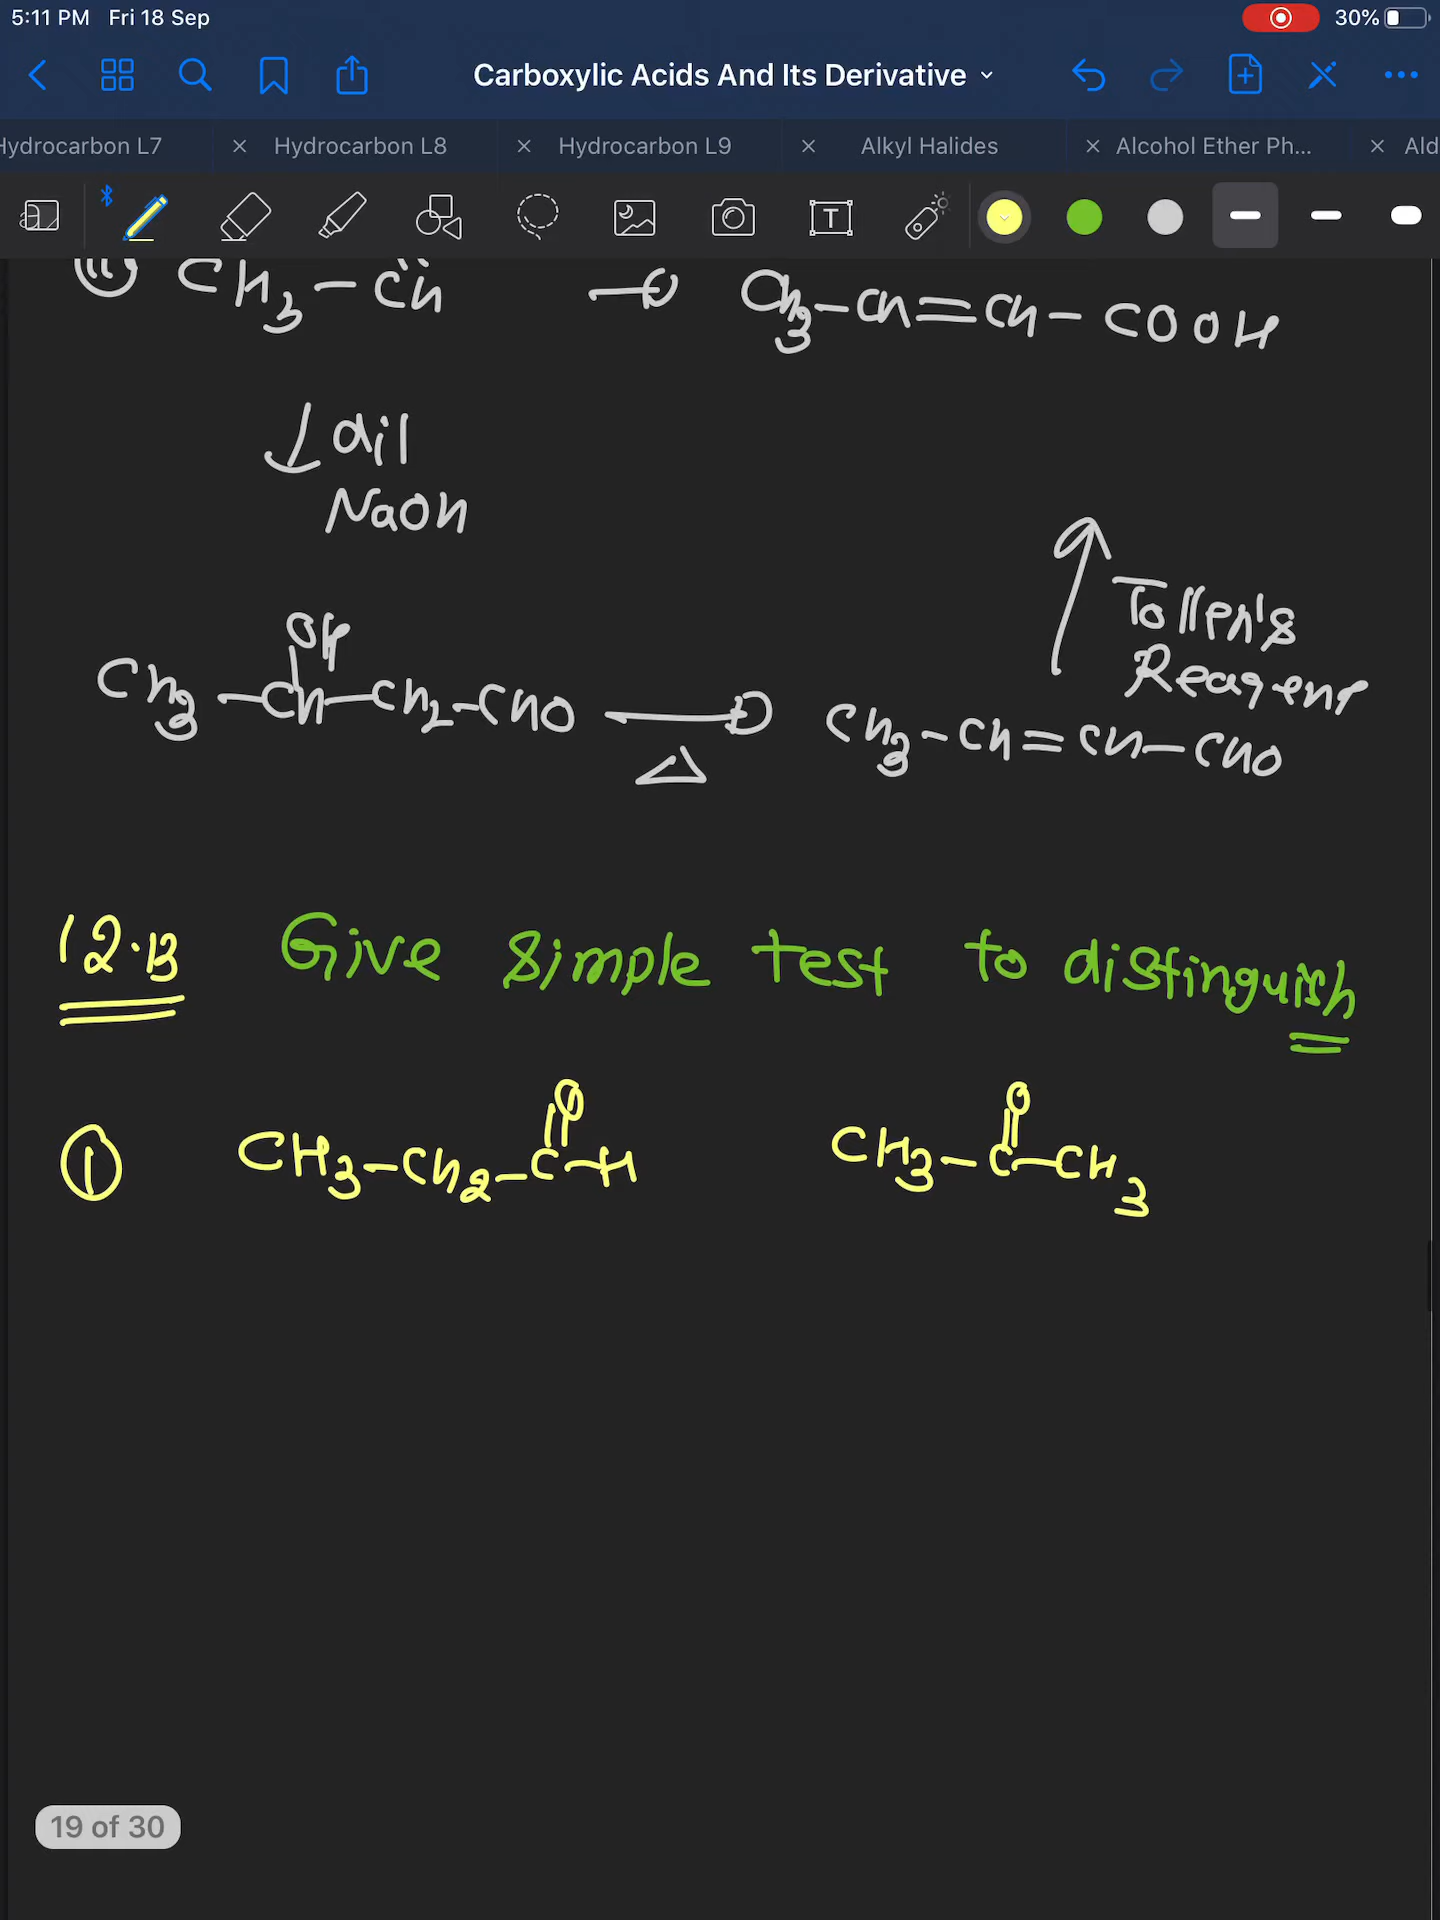 5:11 PM Fri 18 Sep 30%
Carboxylic Acids And Its Derivative
Hydrocarbon L7 × Hydrocarbon L8 × Hydrocarbon L9 × Alkyl Halides × Alcohol Ether Ph... × Ald
T
(ii) CH3-CH → CH3-CH=CH-COOH
↓ dil
NaOH
Tollen's
Reagent
OH
CH3-CH-CH2-CHO → CH3-CH=CH-CHO
Δ
12.B Give simple test to distinguish
O O
① CH3-CH2-C-H CH3-C-CH3
19 of 30